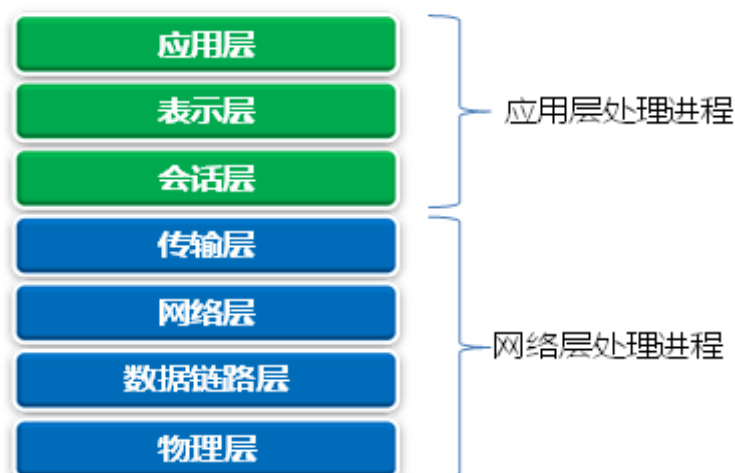 应用层
表示层
应用层处理进程
会话层
传输层
网络层
网络层处理进程
数据链路层
物理层